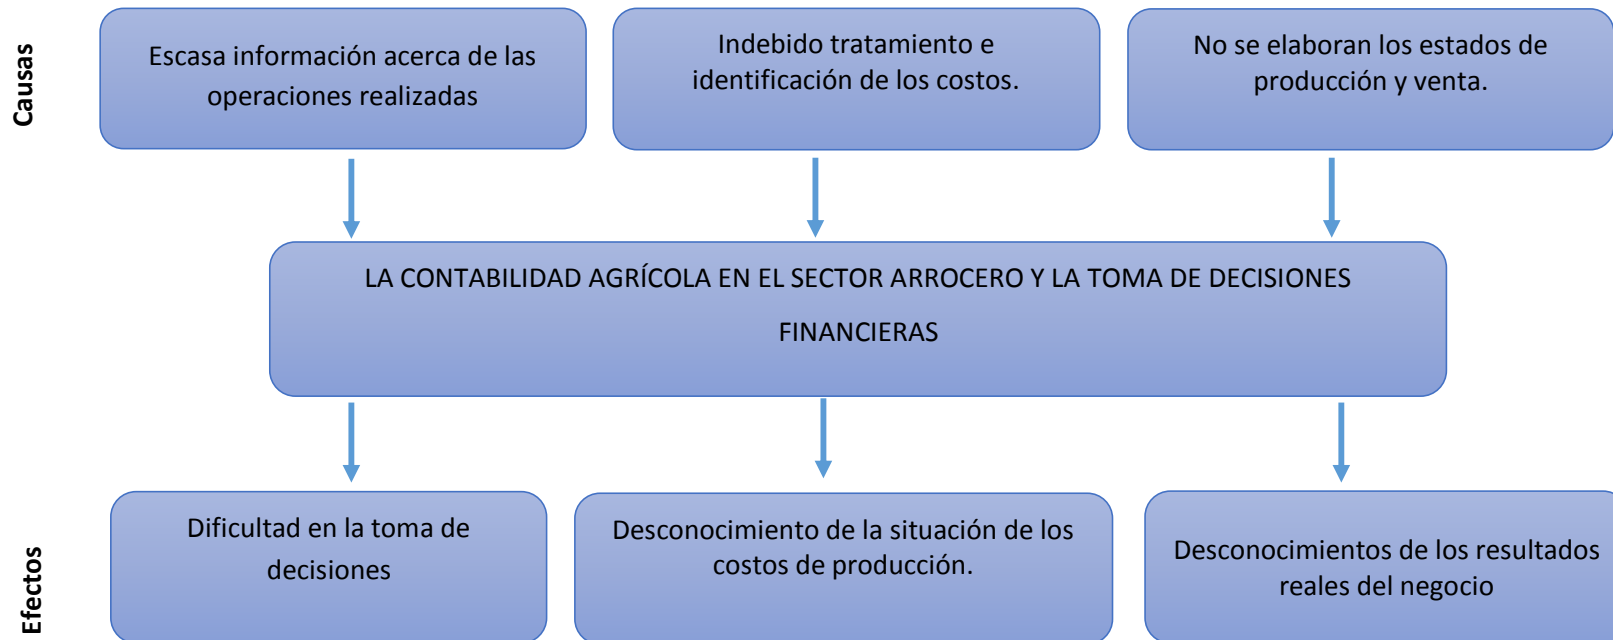 Causas
Escasa información acerca de las
operaciones realizadas
Indebido tratamiento e
identificación de los costos.
No se elaboran los estados de
producción y venta.
LA CONTABILIDAD AGRÍCOLA EN EL SECTOR ARROCERO Y LA TOMA DE DECISIONES
FINANCIERAS
Efectos
Dificultad en la toma de
decisiones
Desconocimiento de la situación de los
costos de producción.
Desconocimientos de los resultados
reales del negocio